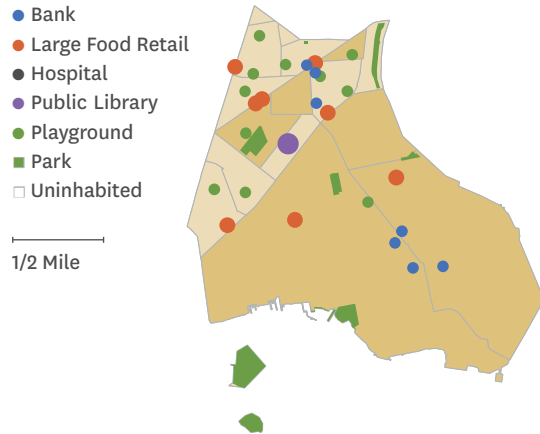 Bank
Large Food Retail
Hospital
Public Library
Playground
Park
Uninhabited
1/2 Mile